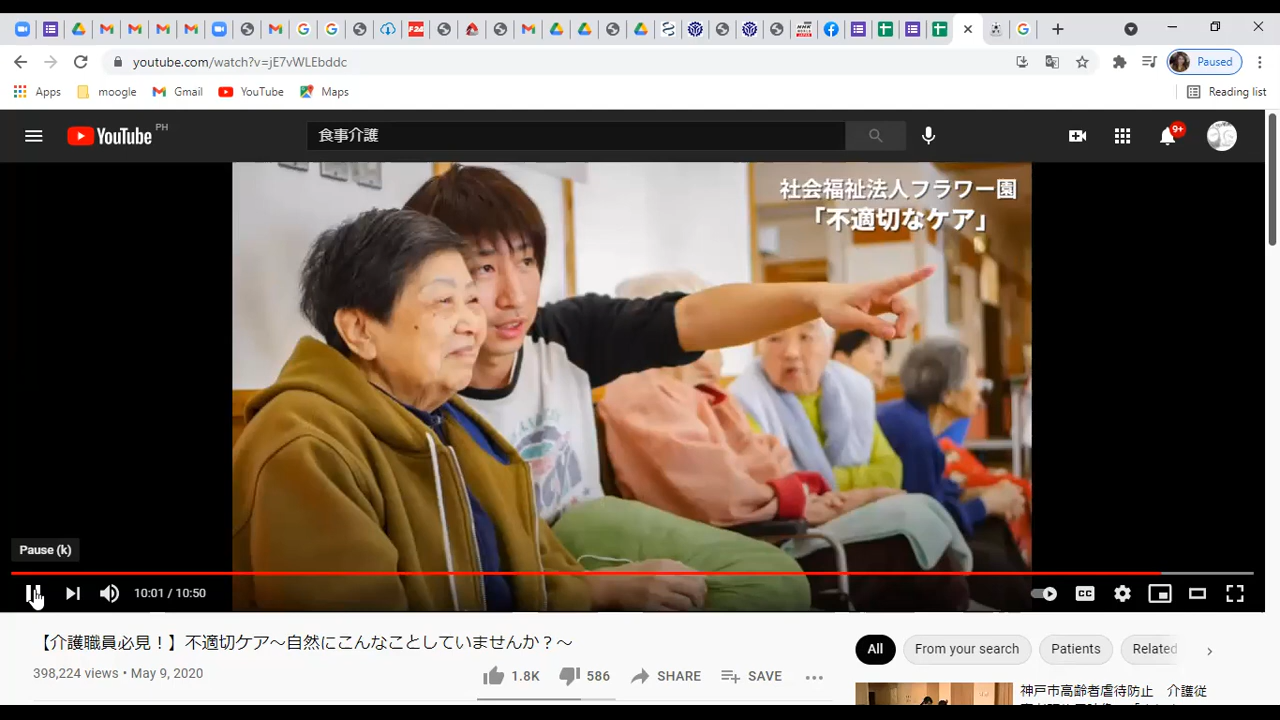 youtube.com/watch?v=jE7vWLEbddc
Paused
Apps
moogle
Gmail
YouTube
Maps
Reading list
YouTube PH
食事介護
9+
社会福祉法人フラワー園
「不適切なケア」
Pause (k)
10:01 / 10:50
CC
【介護職員必見！】不適切ケア～自然にこんなことしていませんか？～
398,224 views • May 9, 2020
1.8K
586
SHARE
SAVE
All
From your search
Patients
Related
神戸市高齢者虐待防止 介護従